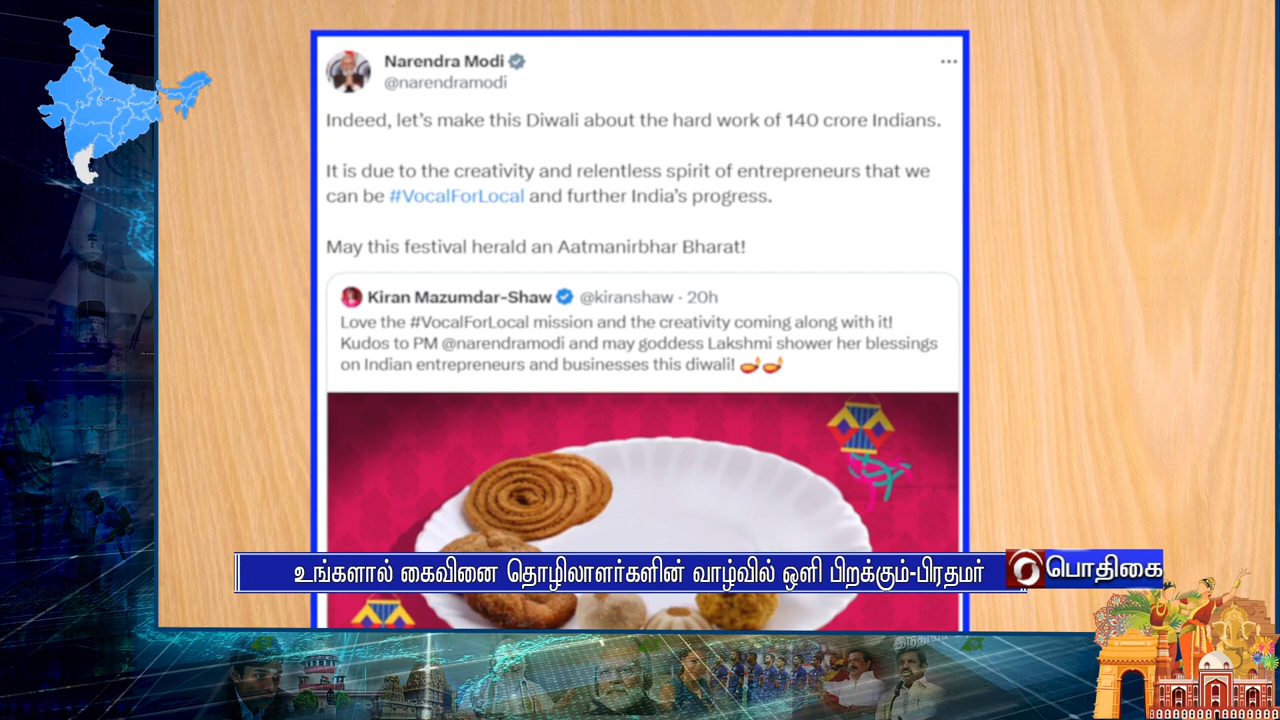 Narendra Modi
@narendramodi
Indeed, let's make this Diwali about the hard work of 140 crore Indians.
It is due to the creativity and relentless spirit of entrepreneurs that we
can be #VocalForLocal and further India's progress.
May this festival herald an Aatmanirbhar Bharat!
Kiran Mazumdar-Shaw @kiranshaw · 20h
Love the #VocalForLocal mission and the creativity coming along with it!
Kudos to PM @narendramodi and may goddess Lakshmi shower her blessings
on Indian entrepreneurs and businesses this diwali! 🪔🪔
உங்களால் கைவினை தொழிலாளர்களின் வாழ்வில் ஒளி பிறக்கும்-பிரதமர்
பொதிகை